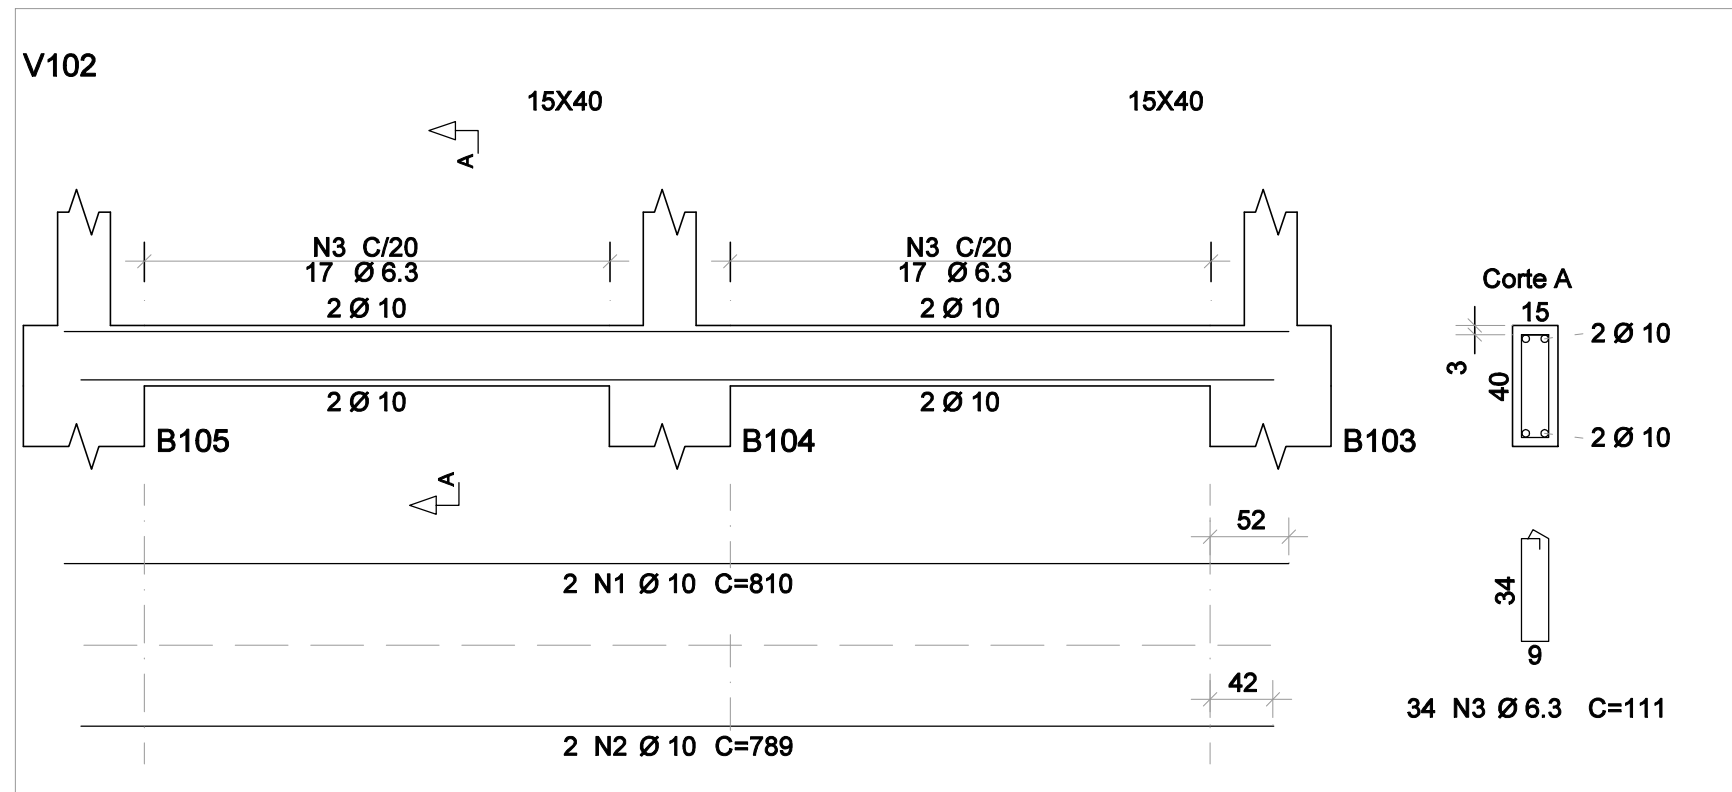 V102
15X40
15X40
A
N3 C/20
17 Ø 6.3
2 Ø 10
N3 C/20
17 Ø 6.3
2 Ø 10
Corte A
15
2 Ø 10
3
40
2 Ø 10
2 Ø 10
2 Ø 10
B105
B104
B103
A
52
2 N1 Ø 10 C=810
34
9
42
34 N3 Ø 6.3 C=111
2 N2 Ø 10 C=789